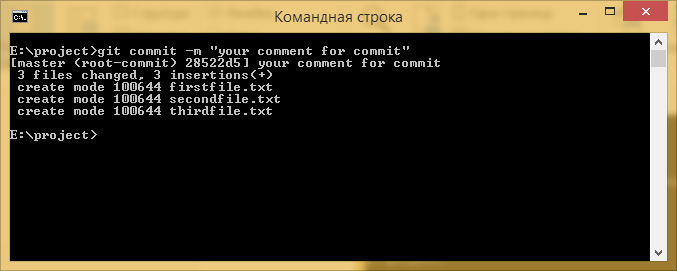 Командная строка
E:\project>git commit -m "your comment for commit"
[master (root-commit) 28522d5] your comment for commit
 3 files changed, 3 insertions(+)
 create mode 100644 firstfile.txt
 create mode 100644 secondfile.txt
 create mode 100644 thirdfile.txt
E:\project>